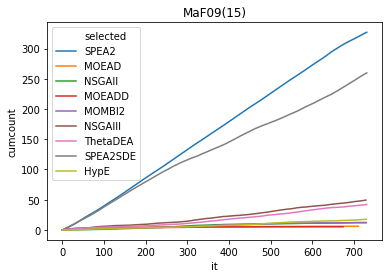 MaF09(15)
cumcount
300
250
200
150
100
50
0
selected
SPEA2
MOEAD
NSGAII
MOEADD
MOMBI2
NSGAIII
ThetaDEA
SPEA2SDE
HypE
0 100 200 300 400 500 600 700
it